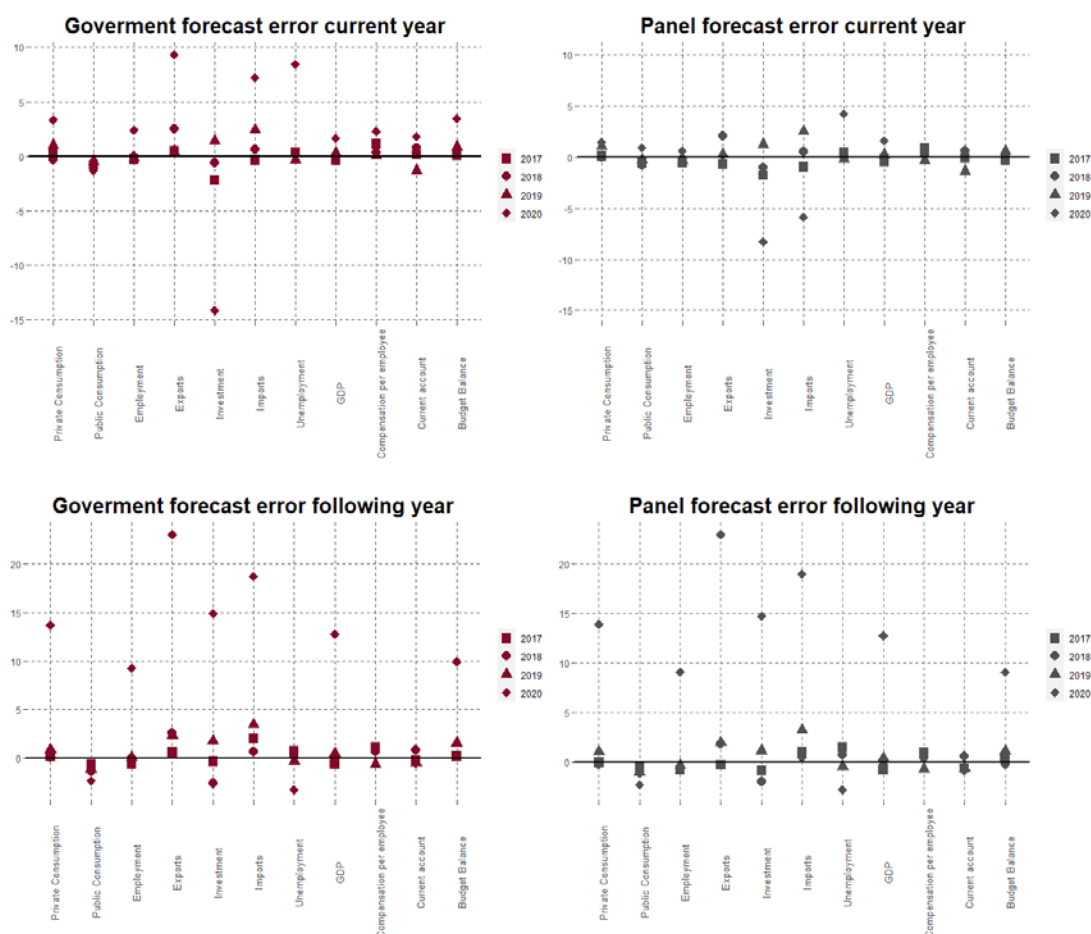 Goverment forecast error current year
10
5
0
-5
-10
-15
2017
2018
2019
2020
Private Consumption
Public Consumption
Employment
Exports
Investment
Imports
Unemployment
GDP
Compensation per employee
Current account
Budget Balance
Panel forecast error current year
10
5
0
-5
-10
-15
2017
2018
2019
2020
Private Consumption
Public Consumption
Employment
Exports
Investment
Imports
Unemployment
GDP
Compensation per employee
Current account
Budget Balance
Goverment forecast error following year
20
15
10
5
0
2017
2018
2019
2020
Private Consumption
Public Consumption
Employment
Exports
Investment
Imports
Unemployment
GDP
Compensation per employee
Current account
Budget Balance
Panel forecast error following year
20
15
10
5
0
2017
2018
2019
2020
Private Consumption
Public Consumption
Employment
Exports
Investment
Imports
Unemployment
GDP
Compensation per employee
Current account
Budget Balance